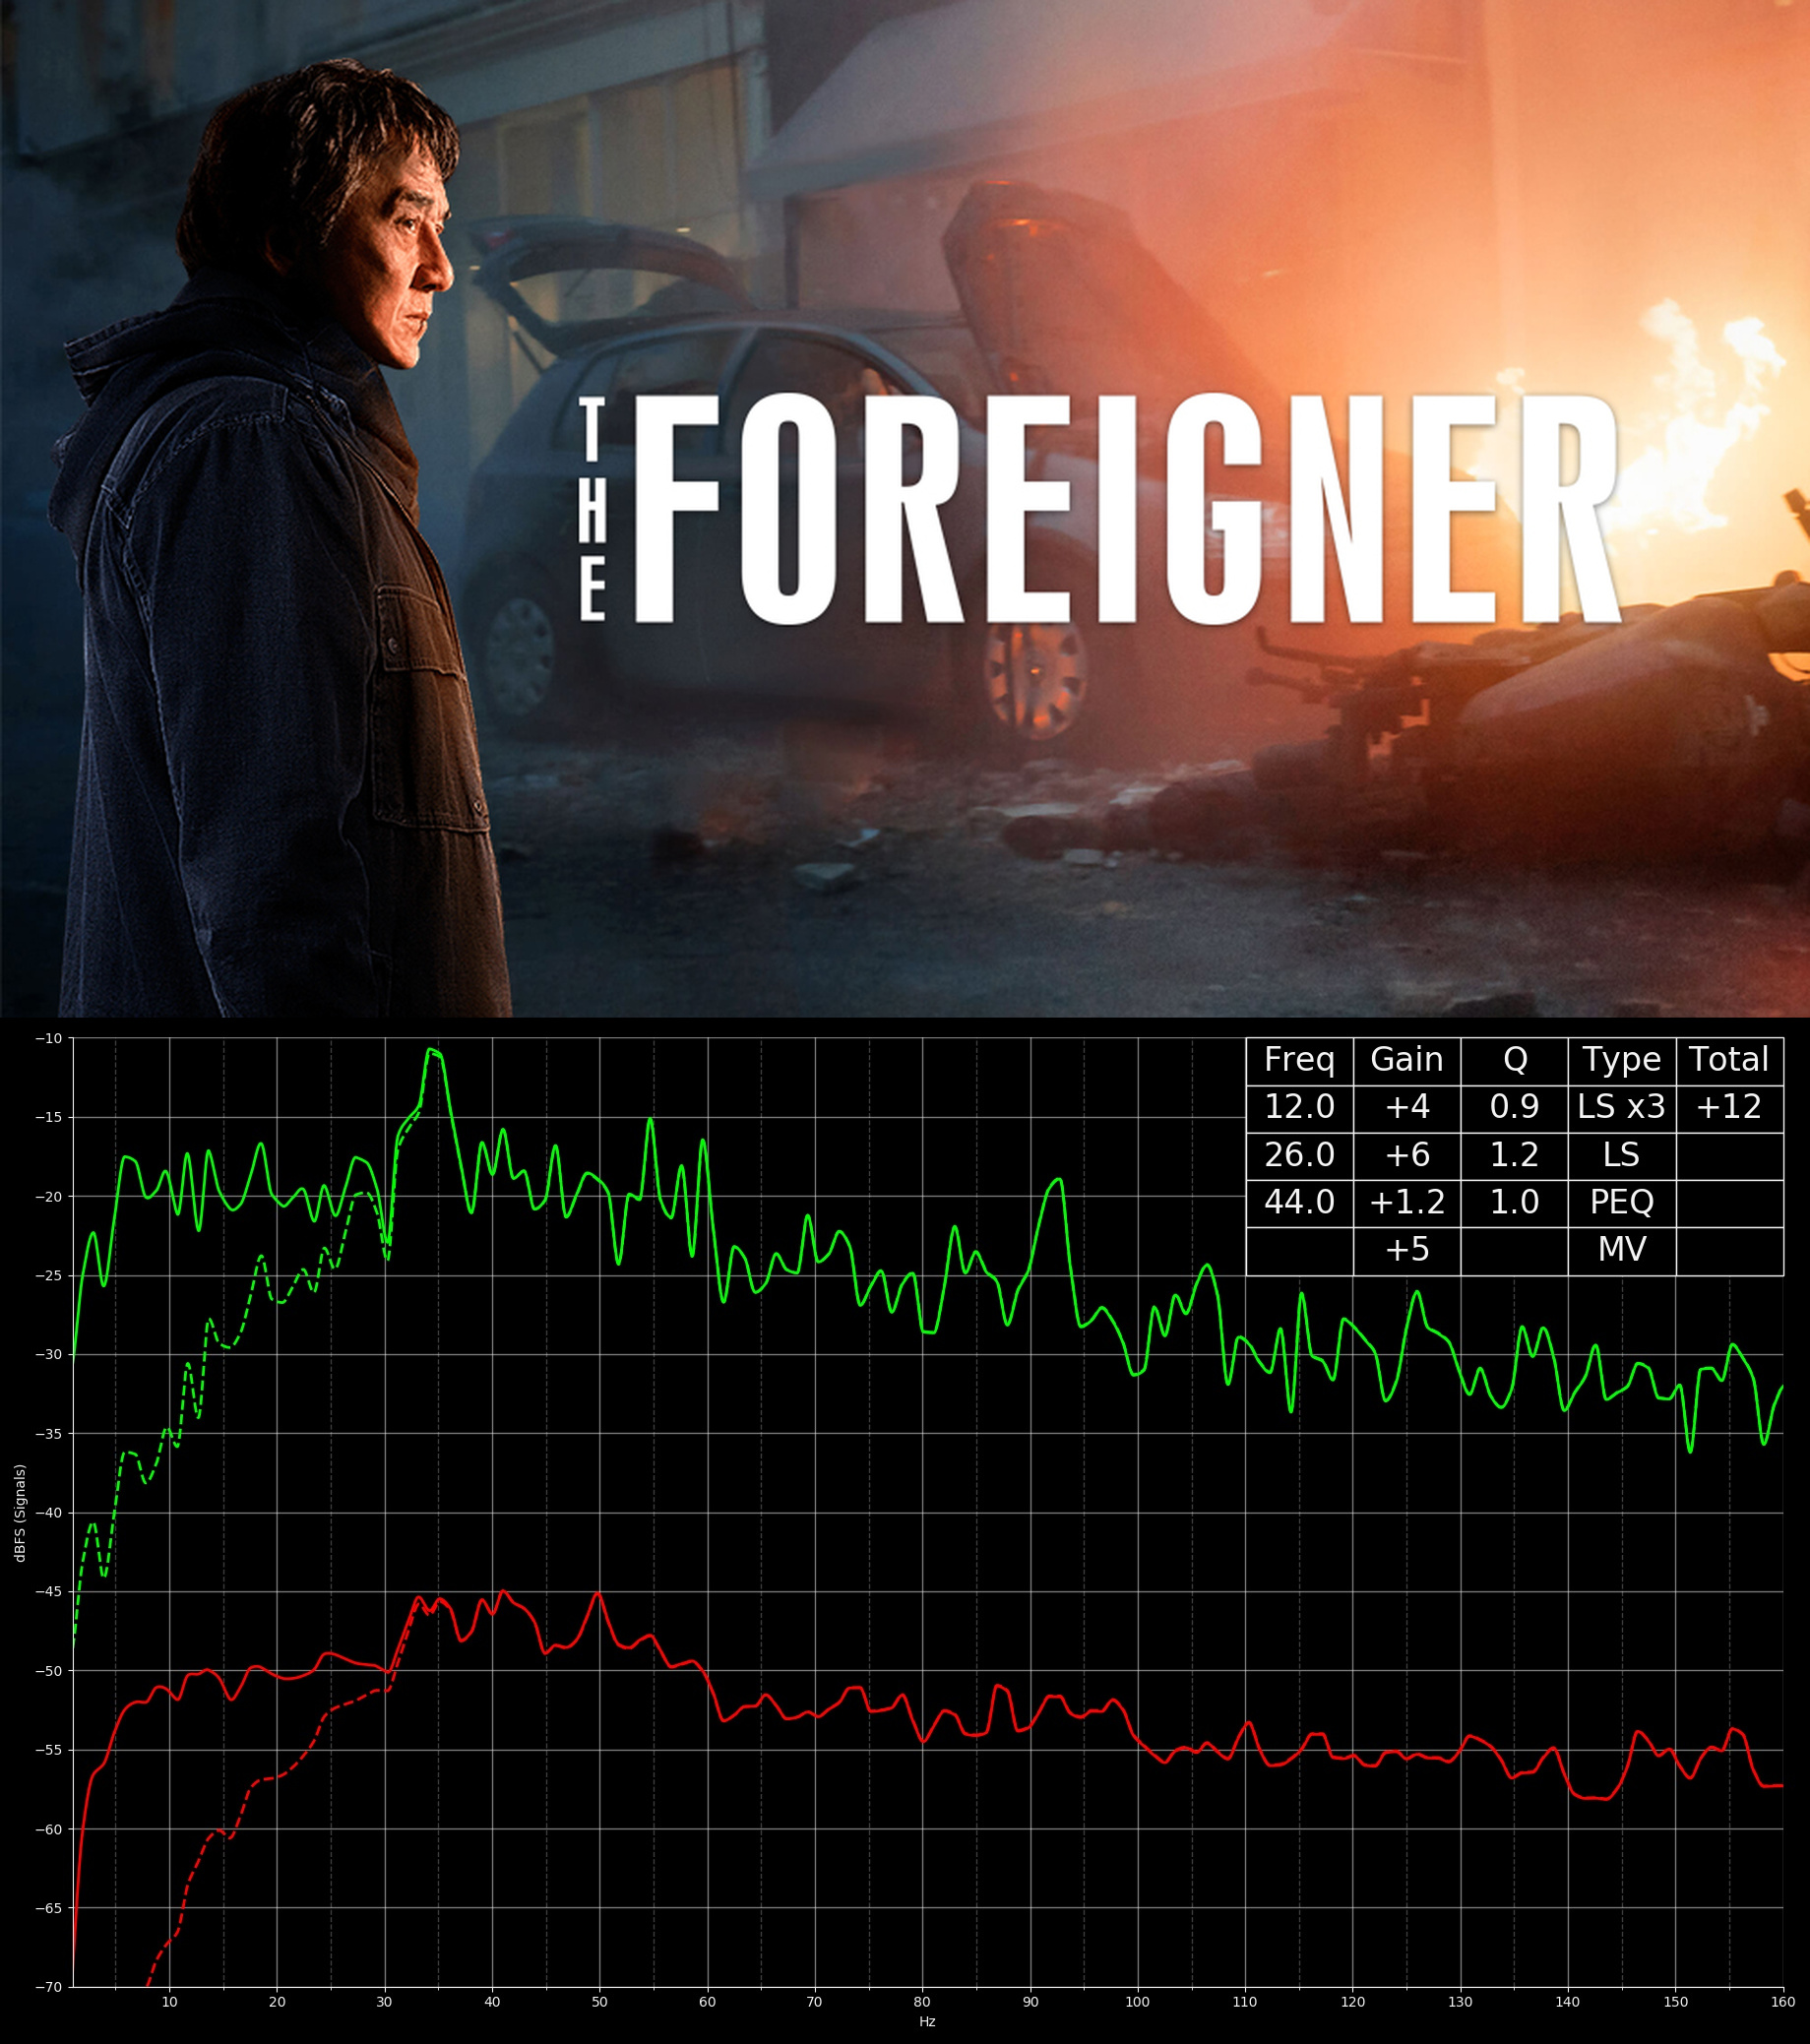 THE FOREIGNER
Freq Gain Q Type Total
12.0 +4 0.9 LS x3 +12
26.0 +6 1.2 LS
44.0 +1.2 1.0 PEQ
+5 MV
−10
−15
−20
−25
−30
−35
−40
−45
−50
−55
−60
−65
−70
dBFS (Signals)
10 20 30 40 50 60 70 80 90 100 110 120 130 140 150 160
Hz